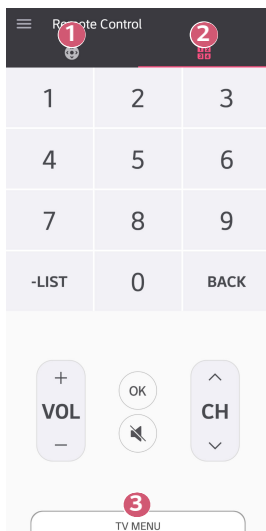 Remote Control
1 2
1 2 3
4 5 6
7 8 9
-LIST 0 BACK
+
VOL OK CH
−
3
TV MENU